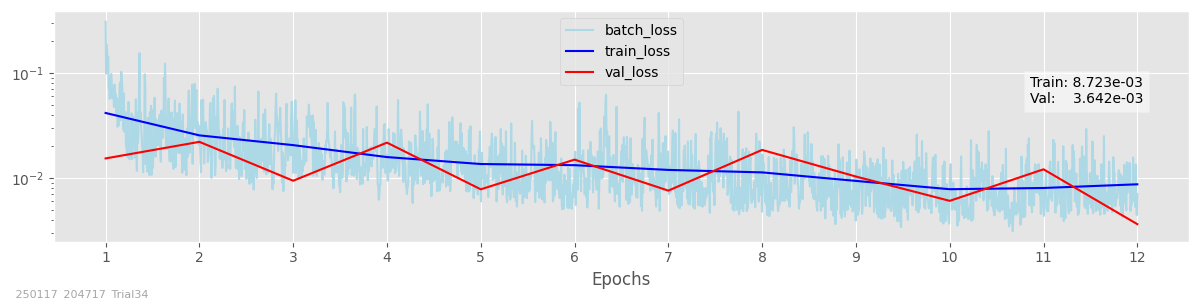 batch_loss
train_loss
val_loss
Train: 8.723e-03
Val: 3.642e-03
10⁻¹
10⁻²
1 2 3 4 5 6 7 8 9 10 11 12
Epochs
250117_204717_Trial34